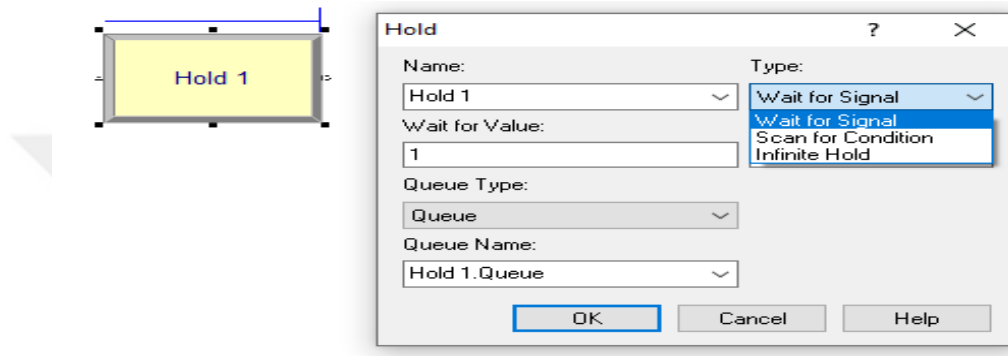 Hold 1
Hold ?
Name: Type:
Hold 1 Wait for Signal
Wait for Signal
Wait for Value: Scan for Condition
1 Infinite Hold
Queue Type:
Queue
Queue Name:
Hold 1.Queue
OK Cancel Help